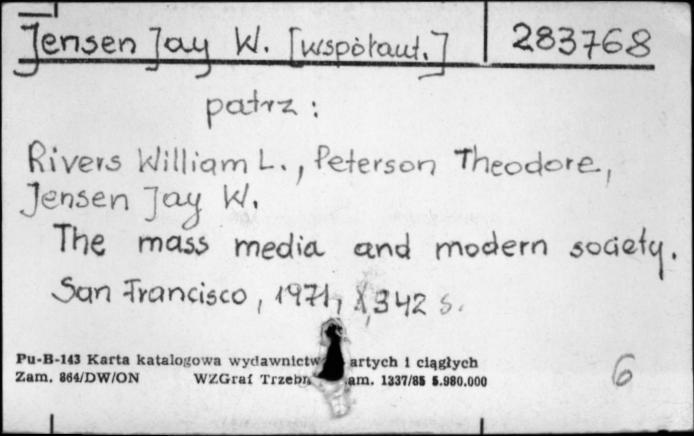 Jensen Jay W. [współaut.] 283768
patrz:
Rivers William L., Peterson Theodore,
Jensen Jay W.
The mass media and modern society.
San Francisco, 1971, 342 s.
Pu-B-143 Karta katalogowa wydawnictw artych i ciągłych
Zam. 864/DW/ON WZGraf Trzebn am. 1337/85 5.980.000
6